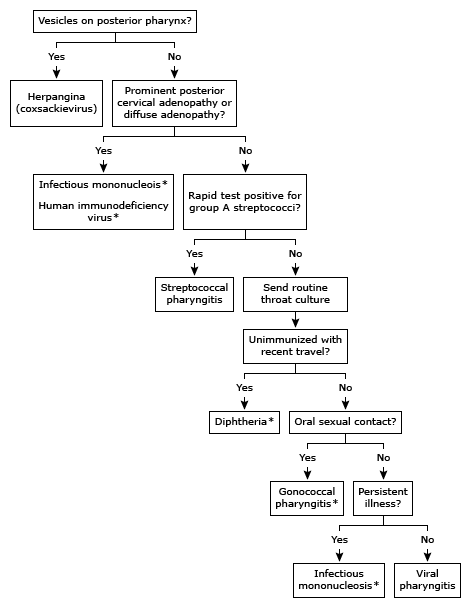 Vesicles on posterior pharynx?
Yes
No
Herpangina
(coxsackievirus)
Prominent posterior
cervical adenopathy or
diffuse adenopathy?
Yes
No
Infectious mononucleois*
Human immunodeficiency
virus*
Rapid test positive for
group A streptococci?
Yes
No
Streptococcal
pharyngitis
Send routine
throat culture
Unimmunized with
recent travel?
Yes
No
Diphtheria*
Oral sexual contact?
Yes
No
Gonococcal
pharyngitis*
Persistent
illness?
Yes
No
Infectious
mononucleosis*
Viral
pharyngitis